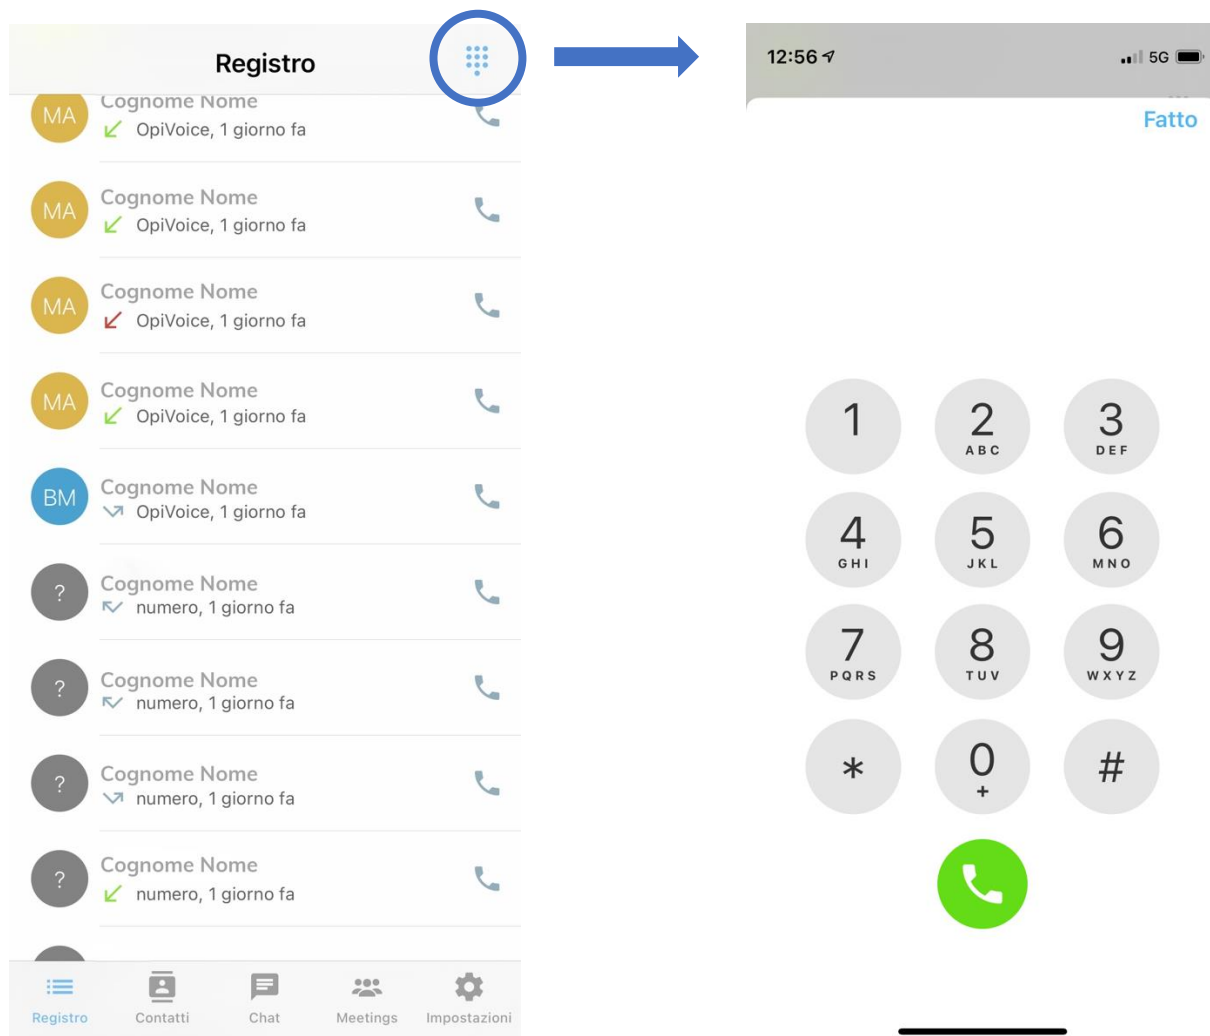 Registro
MA
Cognome Nome
OpiVoice, 1 giorno fa
MA
Cognome Nome
OpiVoice, 1 giorno fa
MA
Cognome Nome
OpiVoice, 1 giorno fa
MA
Cognome Nome
OpiVoice, 1 giorno fa
BM
Cognome Nome
OpiVoice, 1 giorno fa
?
Cognome Nome
numero, 1 giorno fa
?
Cognome Nome
numero, 1 giorno fa
?
Cognome Nome
numero, 1 giorno fa
?
Cognome Nome
numero, 1 giorno fa
Registro Contatti Chat Meetings Impostazioni
12:56 5G
Fatto
1 2 3
ABC DEF
4 5 6
GHI JKL MNO
7 8 9
PQRS TUV WXYZ
* 0 #
+